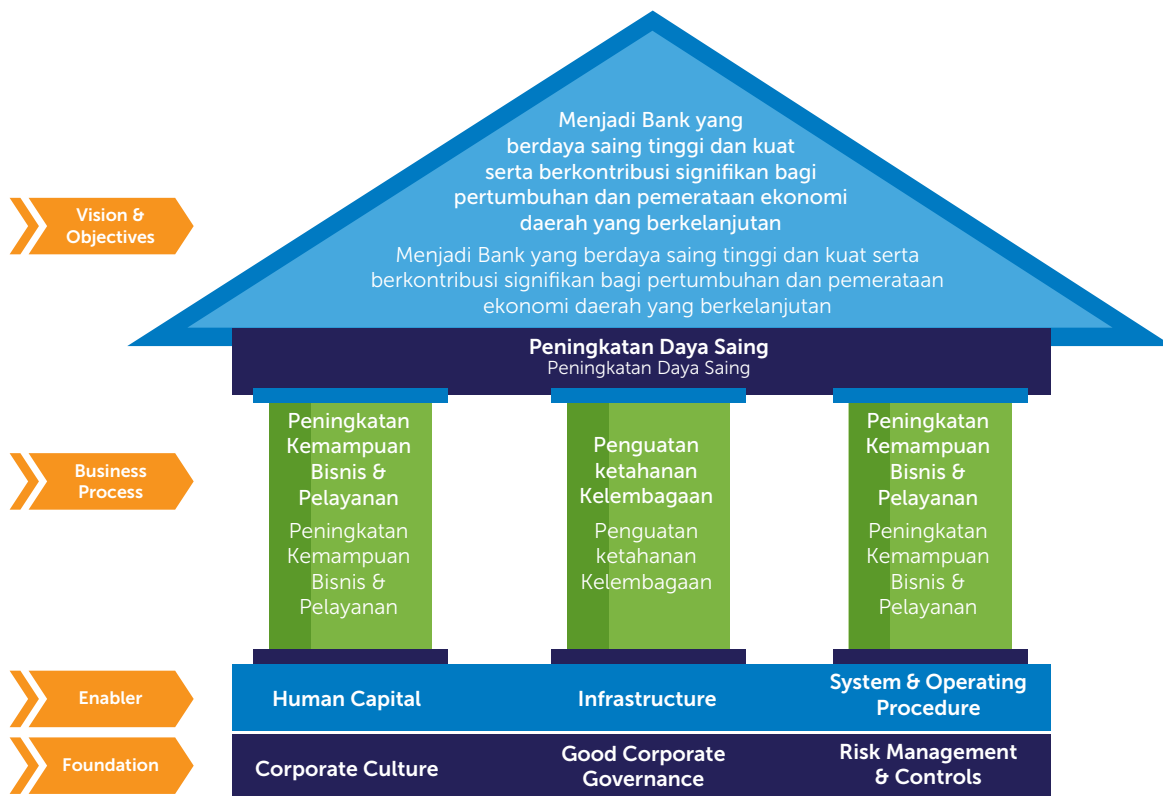 Menjadi Bank yang
berdaya saing tinggi dan kuat
serta berkontribusi signifikan bagi
pertumbuhan dan pemerataan ekonomi
daerah yang berkelanjutan
Menjadi Bank yang berdaya saing tinggi dan kuat serta
berkontribusi signifikan bagi pertumbuhan dan pemerataan
ekonomi daerah yang berkelanjutan
Vision &
Objectives
Peningkatan Daya Saing
Peningkatan Daya Saing
Business
Process
Peningkatan
Kemampuan
Bisnis &
Pelayanan
Peningkatan
Kemampuan
Bisnis &
Pelayanan
Penguatan
ketahanan
Kelembagaan
Penguatan
ketahanan
Kelembagaan
Peningkatan
Kemampuan
Bisnis &
Pelayanan
Peningkatan
Kemampuan
Bisnis &
Pelayanan
Enabler
Human Capital
Infrastructure
System & Operating
Procedure
Foundation
Corporate Culture
Good Corporate
Governance
Risk Management
& Controls